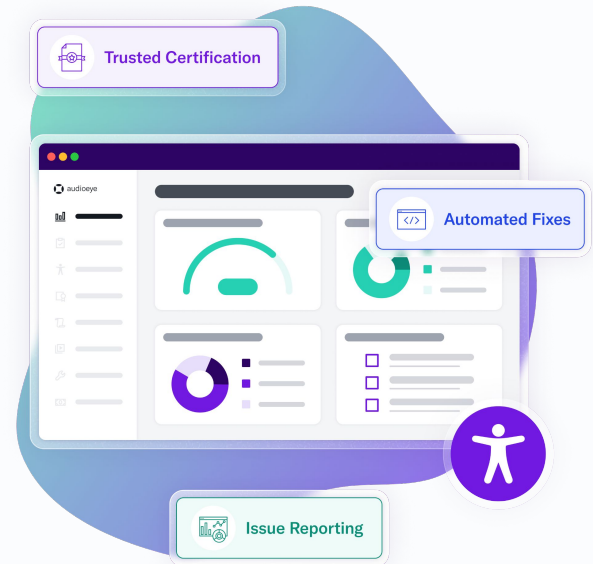 Trusted Certification
audioeye
Automated Fixes
</>
Issue Reporting